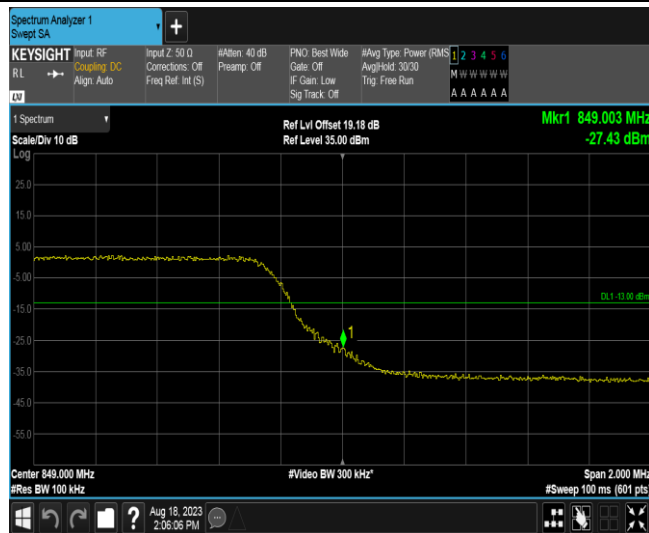 Spectrum Analyzer 1
Swept SA
+
KEYSIGHT
RL
LXI
Input: RF
Coupling: DC
Align: Auto
Input Z: 50 Ω
Corrections: Off
Freq Ref: Int (S)
#Atten: 40 dB
Preamp: Off
PNO: Best Wide
Gate: Off
IF Gain: Low
Sig Track: Off
#Avg Type: Power (RMS
Avg|Hold: 30/30
Trig: Free Run
1 2 3 4 5 6
M W W W W W
A A A A A A
1 Spectrum
Scale/Div 10 dB
Log
Ref Lvl Offset 19.18 dB
Ref Level 35.00 dBm
Mkr1 849.003 MHz
-27.43 dBm
25.0
15.0
5.00
-5.00
-15.0
-25.0
-35.0
-45.0
-55.0
DL1 -13.00 dBm
1
Center 849.000 MHz
#Res BW 100 kHz
#Video BW 300 kHz*
Span 2.000 MHz
#Sweep 100 ms (601 pts)
?
Aug 18, 2023
2:06:06 PM